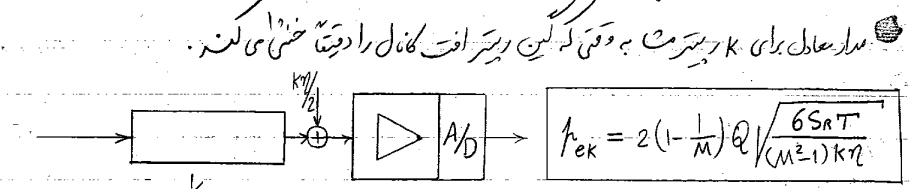 مدار معادل برای K رپیتر مشابه وقتی که گین رپیتر افت کانال را دقیقاً خنثی می کند.
Kη/2
A/D
P_eK = 2(1-1/M) Q √(6S_R T / (M²-1)Kη)